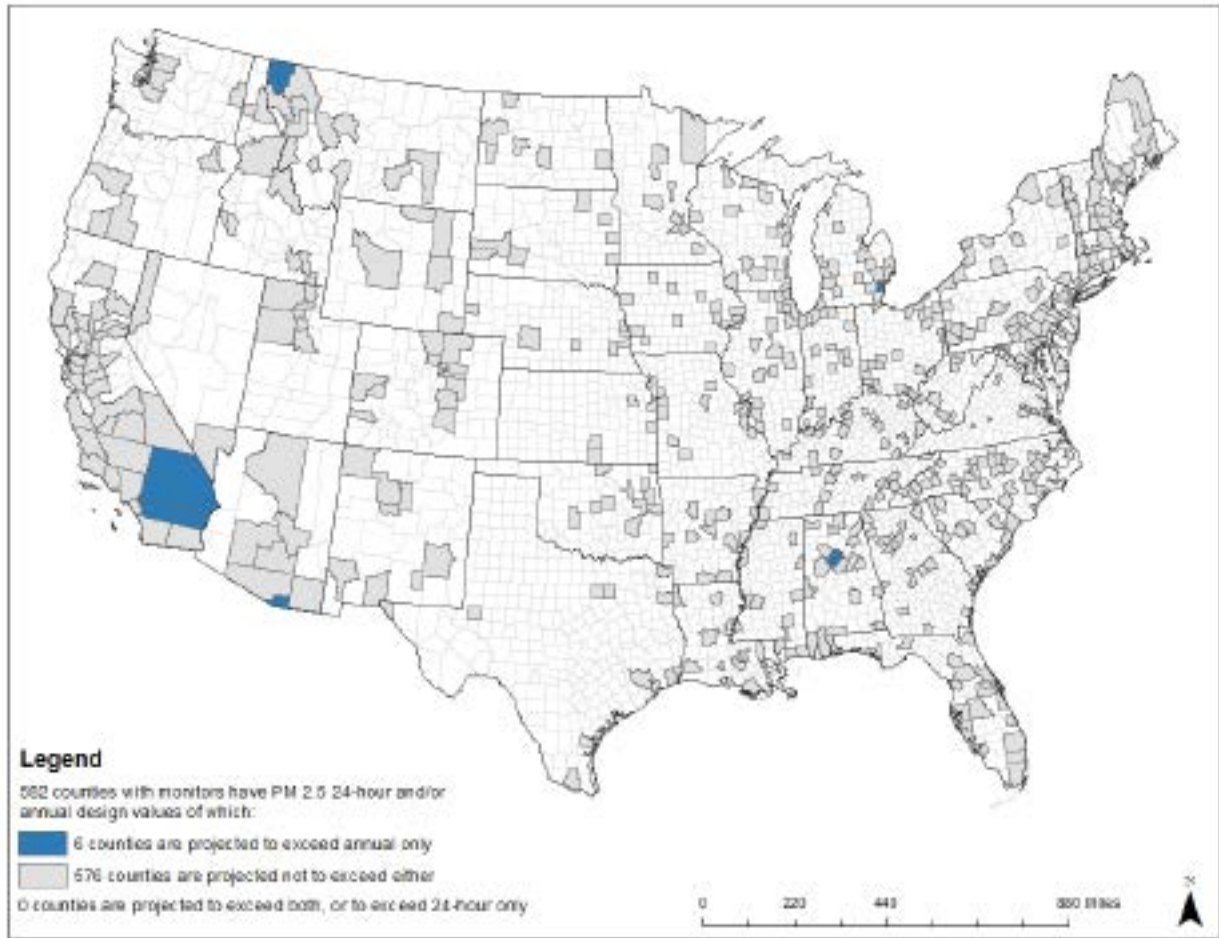 Legend
582 counties with monitors have PM 2.5 24-hour and/or
annual design values of which:
6 counties are projected to exceed annual only
576 counties are projected not to exceed either
0 counties are projected to exceed both, or to exceed 24-hour only
0 220 440 880 Miles
N